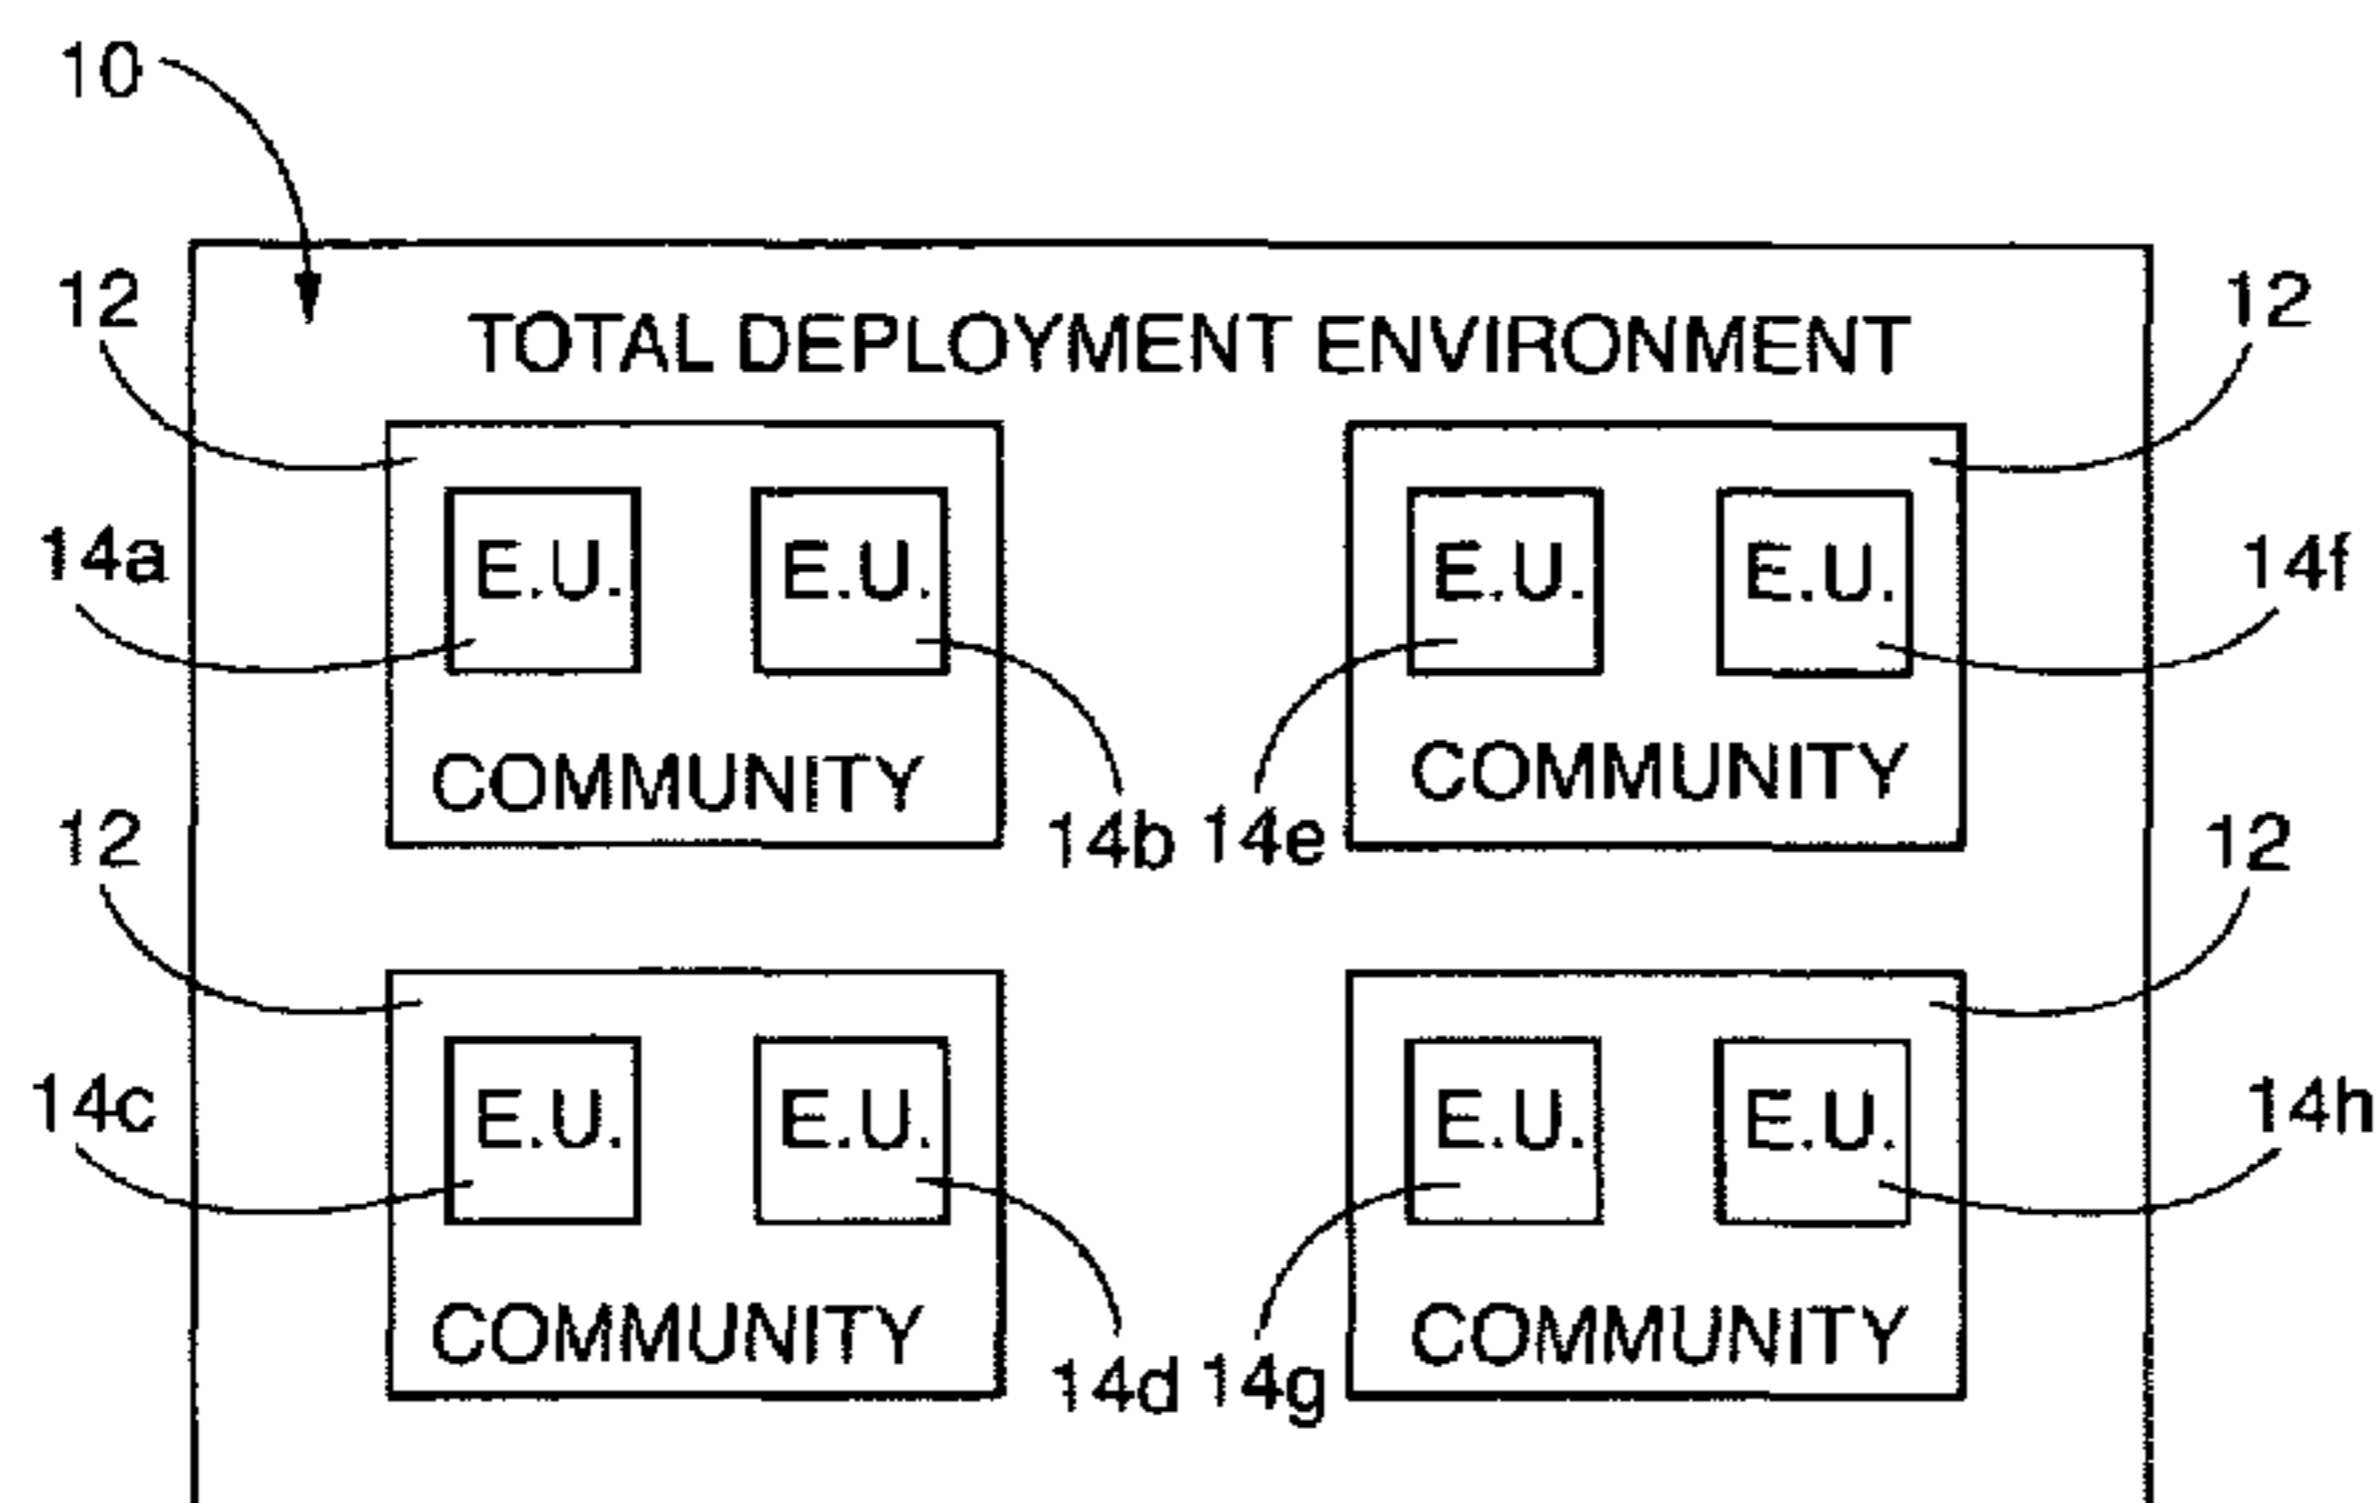 10
12
12
TOTAL DEPLOYMENT ENVIRONMENT
14a
E.U.
E.U.
E.U.
E.U.
14f
COMMUNITY
COMMUNITY
12
14b
14e
12
14c
E.U.
E.U.
E.U.
E.U.
14h
COMMUNITY
COMMUNITY
14d
14g